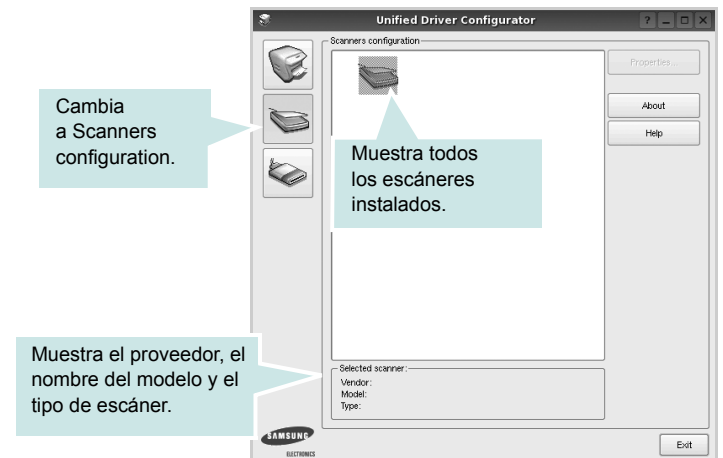 Unified Driver Configurator
Scanners configuration
Properties...
About
Help
Cambia
a Scanners
configuration.
Muestra todos
los escáneres
instalados.
Muestra el proveedor, el
nombre del modelo y el
tipo de escáner.
Selected scanner:
Vendor:
Model:
Type:
SAMSUNG
ELECTRONICS
Exit